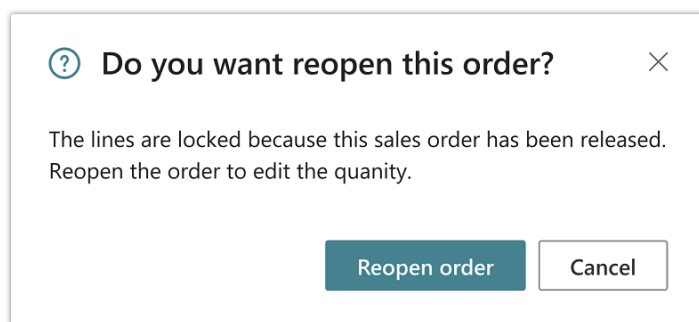 Do you want reopen this order?
The lines are locked because this sales order has been released.
Reopen the order to edit the quanity.
Reopen order
Cancel